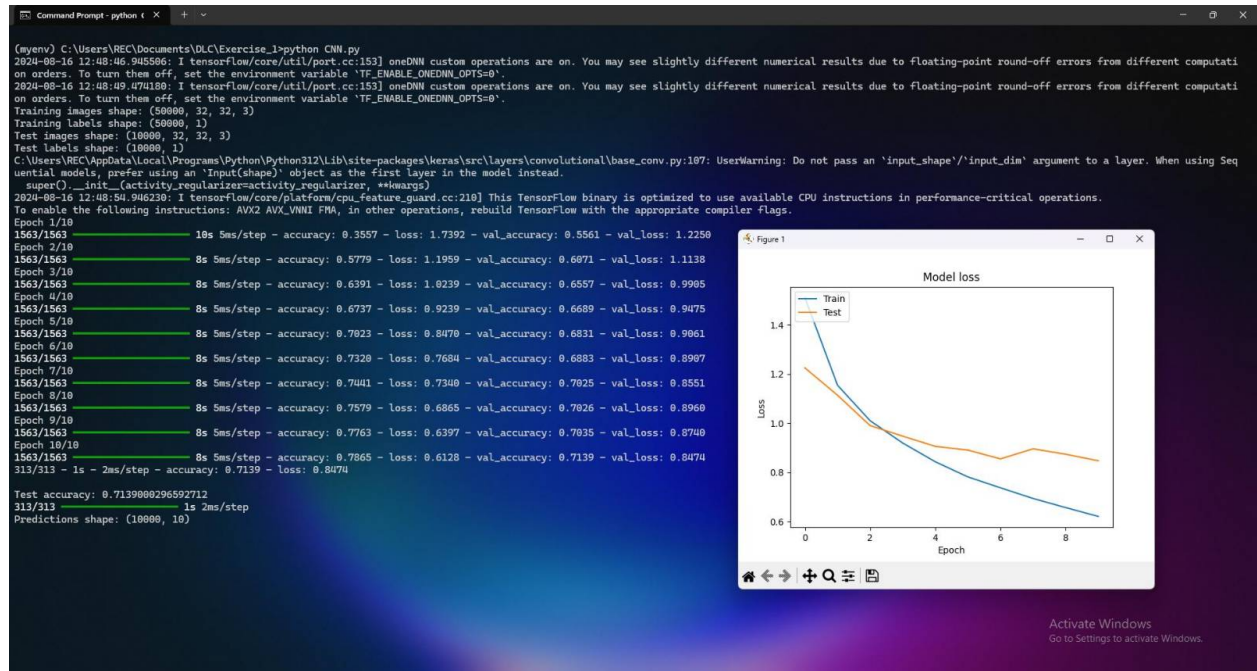 Command Prompt - python C
(myenv) C:\Users\REC\Documents\DLC\Exercise_1>python CNN.py
2024-08-16 12:48:46.945506: I tensorflow/core/util/port.cc:153] oneDNN custom operations are on. You may see slightly different numerical results due to floating-point round-off errors from different computati
on orders. To turn them off, set the environment variable `TF_ENABLE_ONEDNN_OPTS=0`.
2024-08-16 12:48:49.474180: I tensorflow/core/util/port.cc:153] oneDNN custom operations are on. You may see slightly different numerical results due to floating-point round-off errors from different computati
on orders. To turn them off, set the environment variable `TF_ENABLE_ONEDNN_OPTS=0`.
Training images shape: (50000, 32, 32, 3)
Training labels shape: (50000, 1)
Test images shape: (10000, 32, 32, 3)
Test labels shape: (10000, 1)
C:\Users\REC\AppData\Local\Programs\Python\Python312\Lib\site-packages\keras\src\layers\convolutional\base_conv.py:107: UserWarning: Do not pass an `input_shape`/`input_dim` argument to a layer. When using Seq
uential models, prefer using an `Input(shape)` object as the first layer in the model instead.
super().__init__(activity_regularizer=activity_regularizer, **kwargs)
2024-08-16 12:48:54.946230: I tensorflow/core/platform/cpu_feature_guard.cc:210] This TensorFlow binary is optimized to use available CPU instructions in performance-critical operations.
To enable the following instructions: AVX2 AVX_VNNI FMA, in other operations, rebuild TensorFlow with the appropriate compiler flags.
Epoch 1/10
1563/1563 10s 5ms/step - accuracy: 0.3557 - loss: 1.7392 - val_accuracy: 0.5561 - val_loss: 1.2250
Epoch 2/10
1563/1563 8s 5ms/step - accuracy: 0.5779 - loss: 1.1959 - val_accuracy: 0.6071 - val_loss: 1.1138
Epoch 3/10
1563/1563 8s 5ms/step - accuracy: 0.6391 - loss: 1.0239 - val_accuracy: 0.6557 - val_loss: 0.9905
Epoch 4/10
1563/1563 8s 5ms/step - accuracy: 0.6737 - loss: 0.9239 - val_accuracy: 0.6689 - val_loss: 0.9475
Epoch 5/10
1563/1563 8s 5ms/step - accuracy: 0.7023 - loss: 0.8470 - val_accuracy: 0.6831 - val_loss: 0.9061
Epoch 6/10
1563/1563 8s 5ms/step - accuracy: 0.7320 - loss: 0.7684 - val_accuracy: 0.6883 - val_loss: 0.8907
Epoch 7/10
1563/1563 8s 5ms/step - accuracy: 0.7441 - loss: 0.7340 - val_accuracy: 0.7025 - val_loss: 0.8551
Epoch 8/10
1563/1563 8s 5ms/step - accuracy: 0.7579 - loss: 0.6865 - val_accuracy: 0.7026 - val_loss: 0.8960
Epoch 9/10
1563/1563 8s 5ms/step - accuracy: 0.7763 - loss: 0.6397 - val_accuracy: 0.7035 - val_loss: 0.8740
Epoch 10/10
1563/1563 8s 5ms/step - accuracy: 0.7865 - loss: 0.6128 - val_accuracy: 0.7139 - val_loss: 0.8474
313/313 - 1s - 2ms/step - accuracy: 0.7139 - loss: 0.8474
Test accuracy: 0.7139000296592712
313/313 1s 2ms/step
Predictions shape: (10000, 10)
Figure 1
Model loss
Train
Test
1.4
1.2
1.0
0.8
0.6
Loss
0 2 4 6 8
Epoch
Activate Windows
Go to Settings to activate Windows.